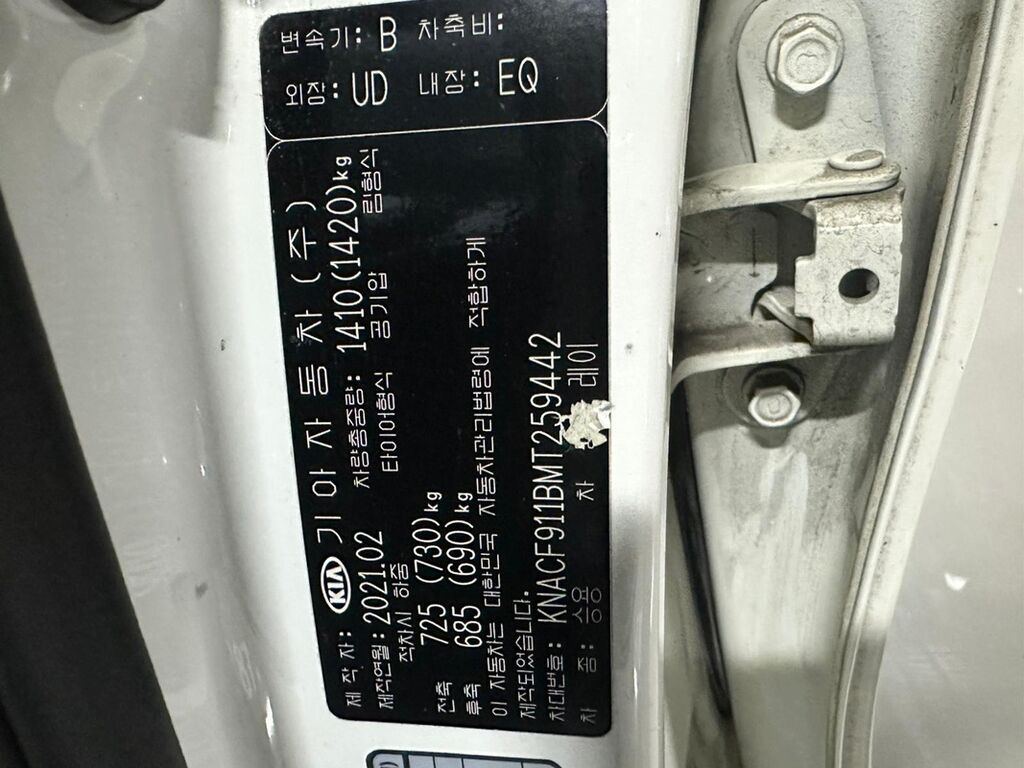 변속기: B 차축비:
외장: UD 내장: EQ
제 작 자: KIA 기 아 자 동 차 (주)
제작연월: 2021.02 차량총중량: 1410(1420)kg
적차시 하중 타이어형식 공기압 림형식
전축 725 (730)kg
후축 685 (690)kg
이 자동차는 대한민국 자동차관리법령에 적합하게
제작되었습니다.
차대번호: KNACF911BMT259442
차 종: 승용 차 레이